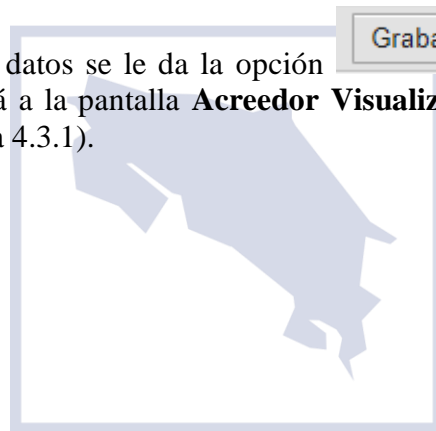 Graba
datos se le da la opción
á a la pantalla Acreedor Visualiz
a 4.3.1).